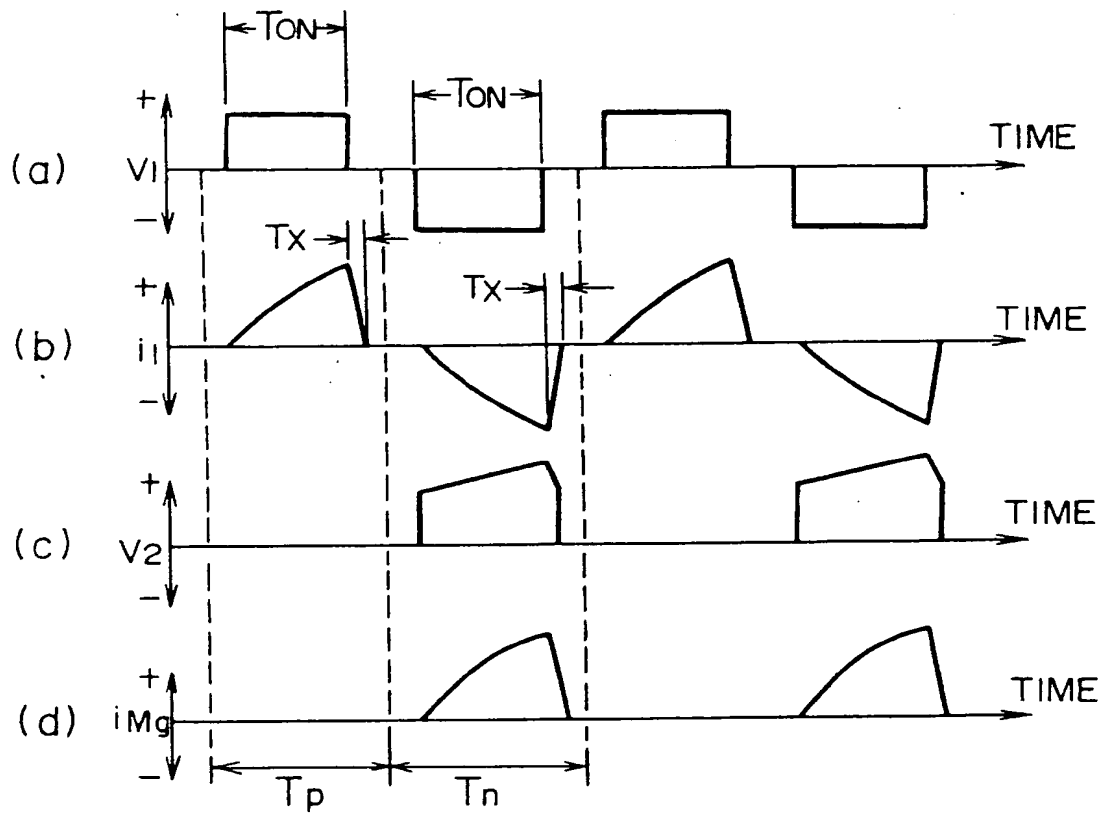 TON
TON
+
(a) V1 TIME
−
TX
TX
+
(b) i1 TIME
−
+
(c) V2 TIME
−
+
(d) iMg TIME
−
Tp Tn